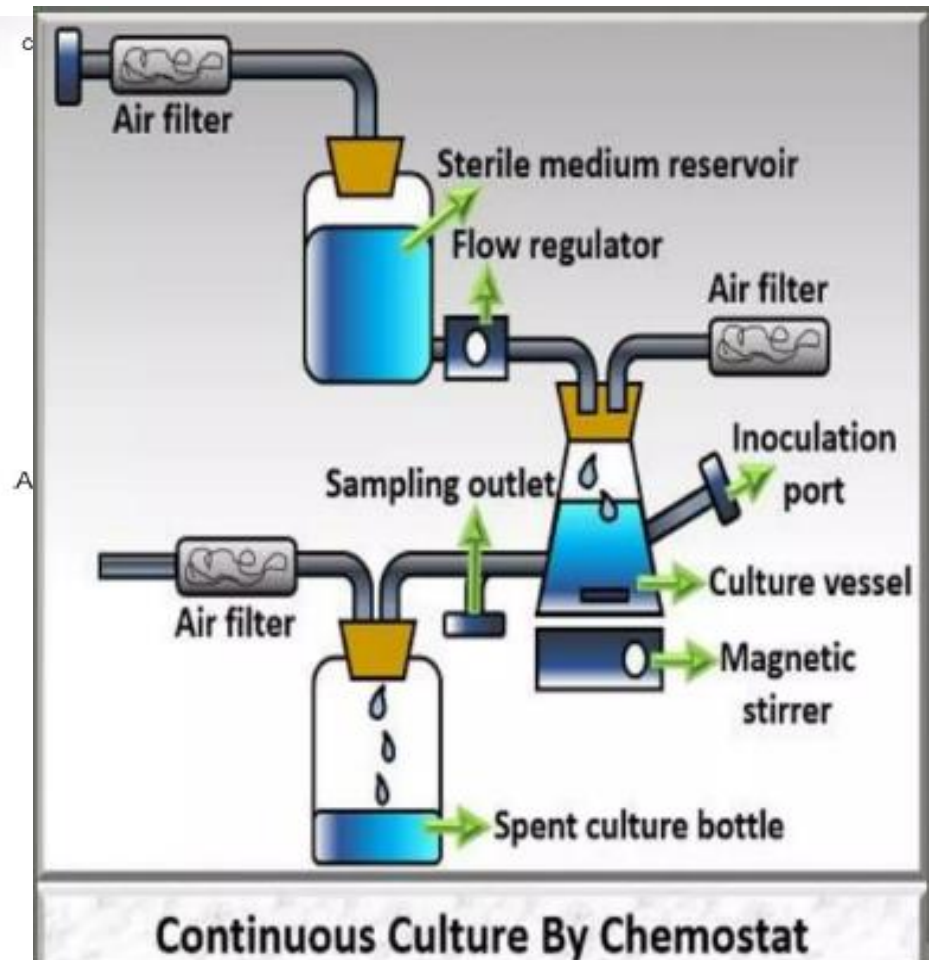 c
Air filter
Sterile medium reservoir
Flow regulator
Air filter
Inoculation
port
A
Sampling outlet
Culture vessel
Air filter
Magnetic
stirrer
Spent culture bottle
Continuous Culture By Chemostat